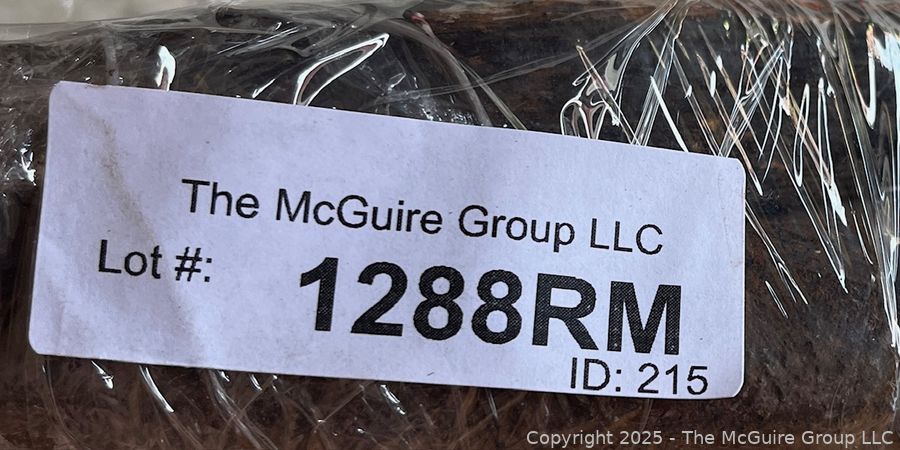 The McGuire Group LLC
Lot #: 1288RM
ID: 215
Copyright 2025 - The McGuire Group LLC